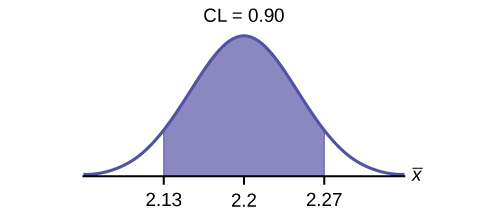 CL = 0.90
x̅
2.13 2.2 2.27